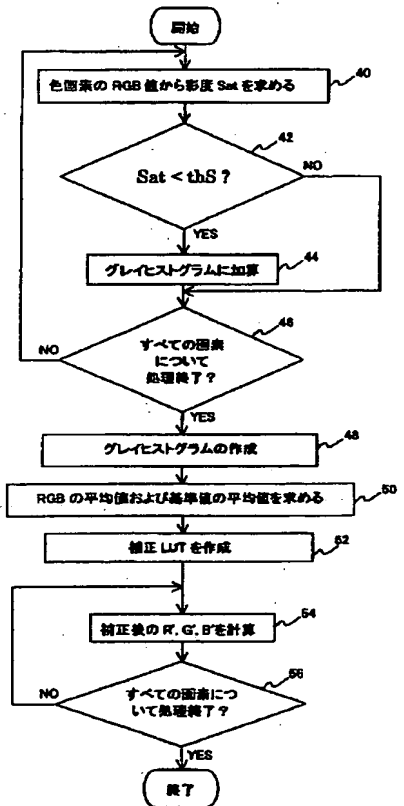 開始
色画素の RGB 値から彩度 Sat を求める
40
Sat < thS ?
42
NO
YES
グレイヒストグラムに加算
44
すべての画素
について
処理終了?
46
NO
YES
グレイヒストグラムの作成
48
RGB の平均値および基準値の平均値を求める
50
補正 LUT を作成
52
補正後の R', G', B'を計算
54
すべての画素につ
いて処理終了?
56
NO
YES
終了